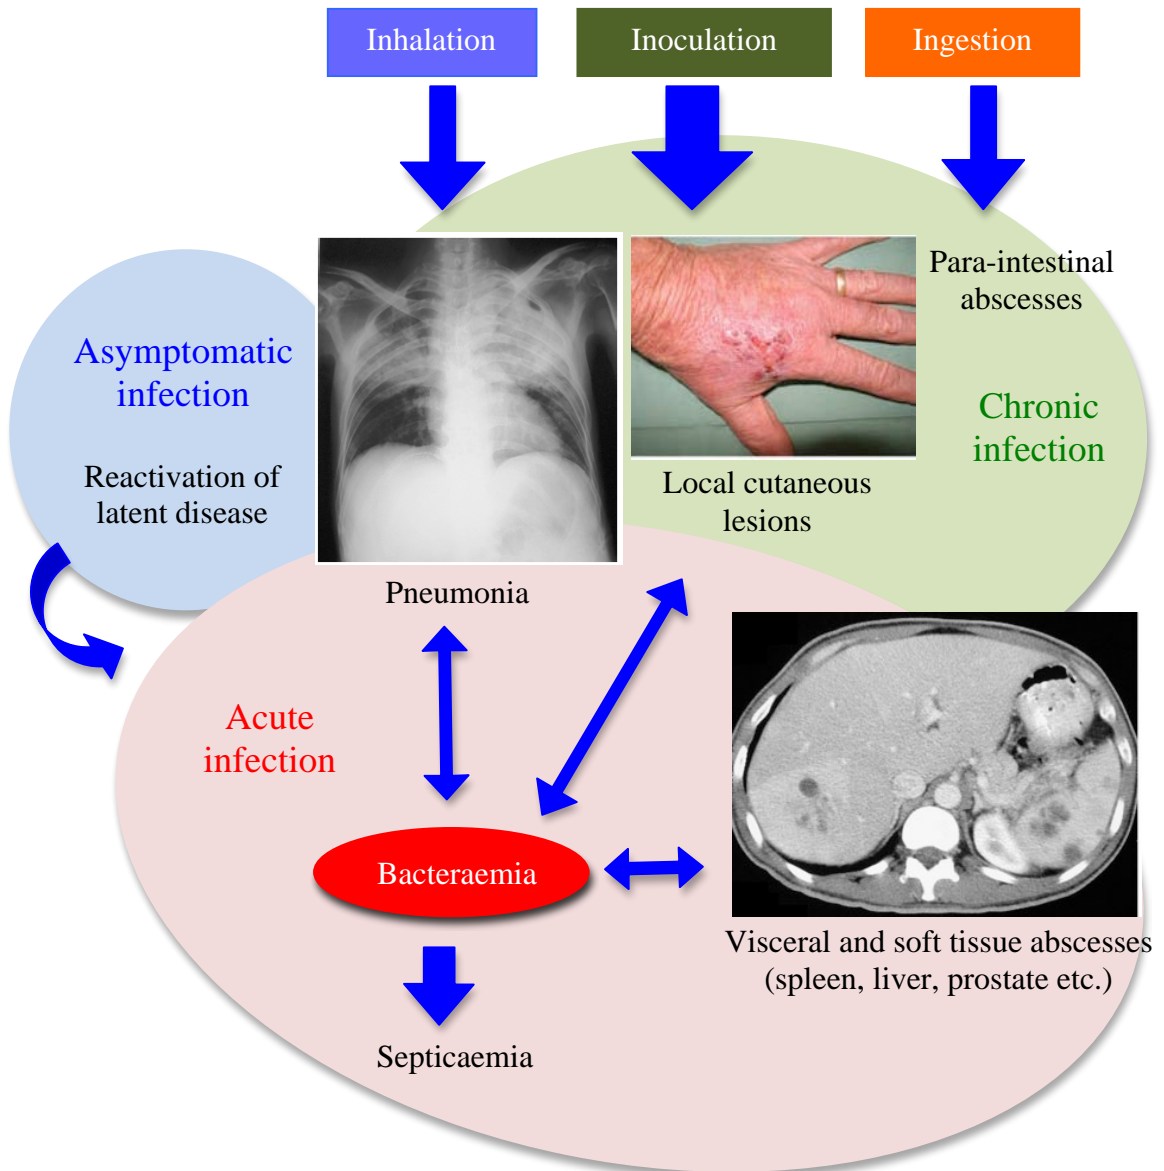 Inhalation
Inoculation
Ingestion
Para-intestinal
abscesses
Asymptomatic
infection
Chronic
infection
Reactivation of
latent disease
Local cutaneous
lesions
Pneumonia
Acute
infection
Bacteraemia
Visceral and soft tissue abscesses
(spleen, liver, prostate etc.)
Septicaemia